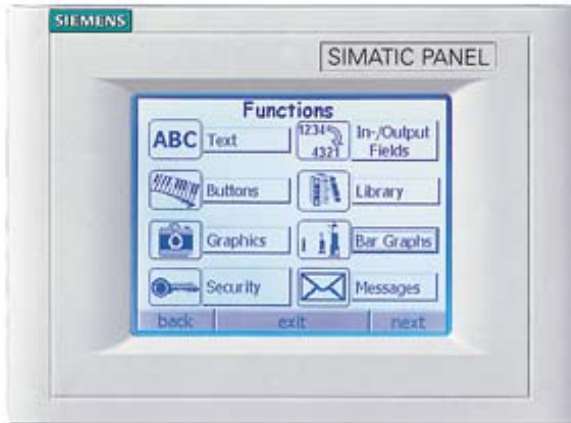 SIEMENS
SIMATIC PANEL
Functions
ABC Text
1234 4321 In-/Output Fields
Buttons
Library
Graphics
Bar Graphs
Security
Messages
back exit next